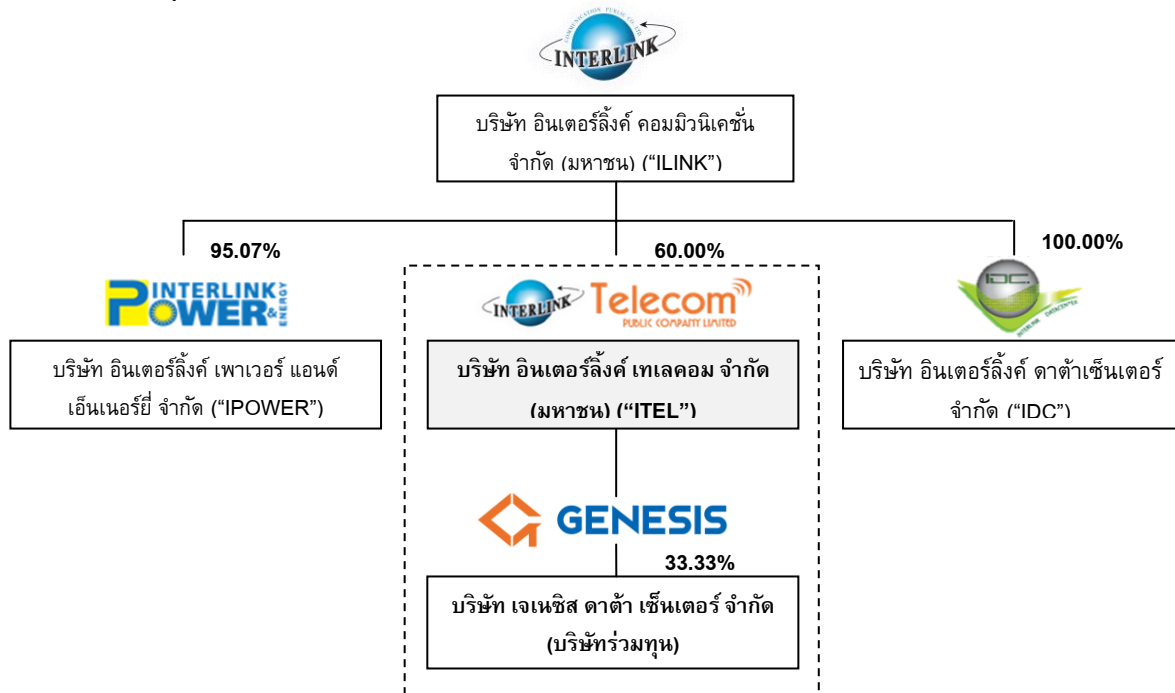 COMMUNICATION PUBLIC CO.,LTD.
INTERLINK
บริษัท อินเตอร์ลิ้งค์ คอมมิวนิเคชั่น
จำกัด (มหาชน) (“ILINK”)
95.07%
60.00%
100.00%
INTERLINK
POWER
& ENERGY
INTERLINK
Telecom
PUBLIC COMPANY LIMITED
IDC
INTERLINK DATACENTER
บริษัท อินเตอร์ลิ้งค์ เพาเวอร์ แอนด์
เอ็นเนอร์ยี่ จำกัด (“IPOWER”)
บริษัท อินเตอร์ลิ้งค์ เทเลคอม จำกัด
(มหาชน) (“ITEL”)
บริษัท อินเตอร์ลิ้งค์ ดาต้าเซ็นเตอร์
จำกัด (“IDC”)
GENESIS
33.33%
บริษัท เจเนซิส ดาต้า เซ็นเตอร์ จำกัด
(บริษัทร่วมทุน)